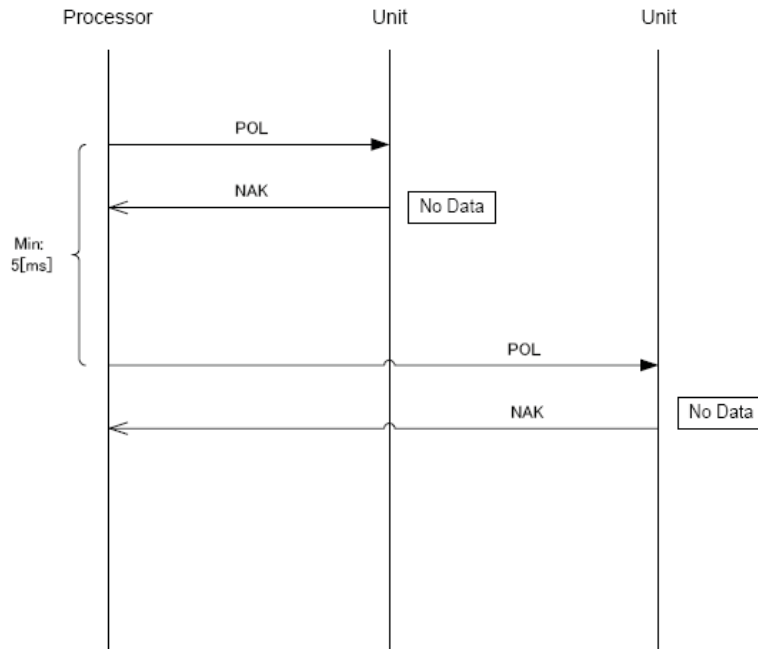 Processor Unit Unit
POL
NAK
No Data
Min:
5[ms]
POL
NAK
No Data